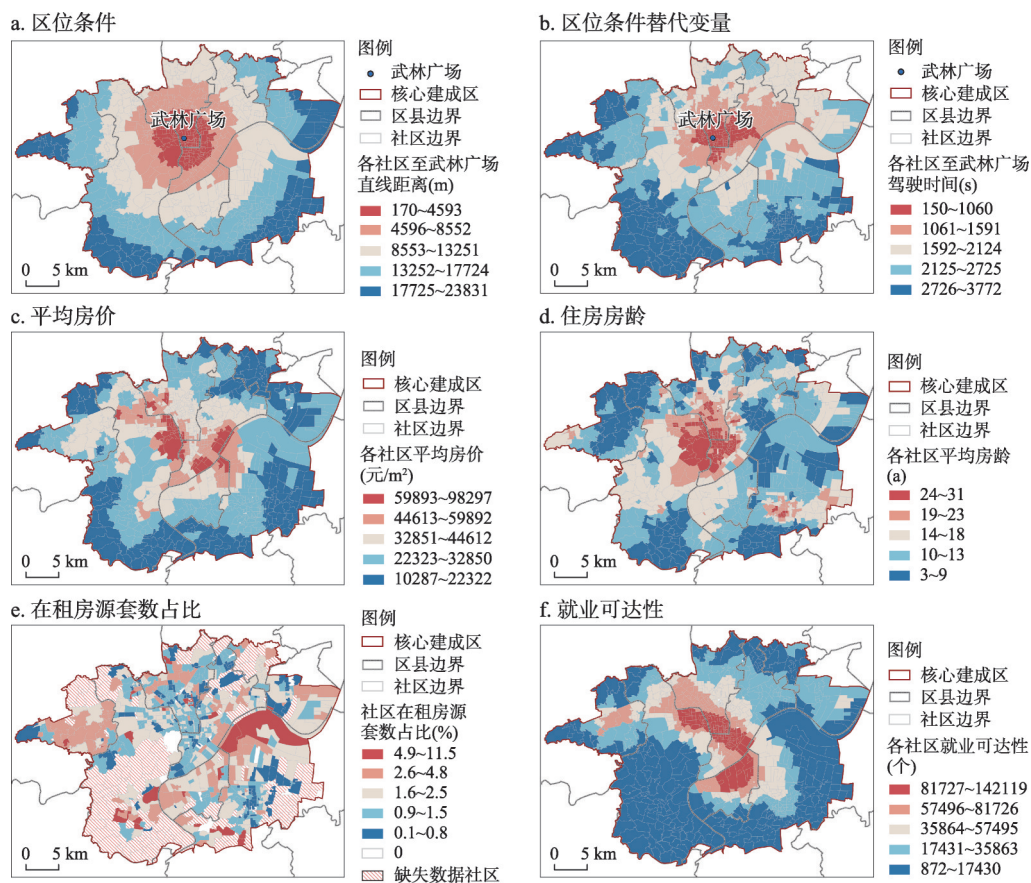 a. 区位条件
图例
武林广场
核心建成区
区县边界
社区边界
各社区至武林广场
直线距离(m)
170~4593
4596~8552
8553~13251
13252~17724
17725~23831
武林广场
0 5 km
b. 区位条件替代变量
图例
武林广场
核心建成区
区县边界
社区边界
各社区至武林广场
驾驶时间(s)
150~1060
1061~1591
1592~2124
2125~2725
2726~3772
武林广场
0 5 km
c. 平均房价
图例
核心建成区
区县边界
社区边界
各社区平均房价
(元/m²)
59893~98297
44613~59892
32851~44612
22323~32850
10287~22322
0 5 km
d. 住房房龄
图例
核心建成区
区县边界
社区边界
各社区平均房龄
(a)
24~31
19~23
14~18
10~13
3~9
0 5 km
e. 在租房源套数占比
图例
核心建成区
区县边界
社区边界
社区在租房源
套数占比(%)
4.9~11.5
2.6~4.8
1.6~2.5
0.9~1.5
0.1~0.8
0
缺失数据社区
0 5 km
f. 就业可达性
图例
核心建成区
区县边界
社区边界
各社区就业可达性
(个)
81727~142119
57496~81726
35864~57495
17431~35863
872~17430
0 5 km